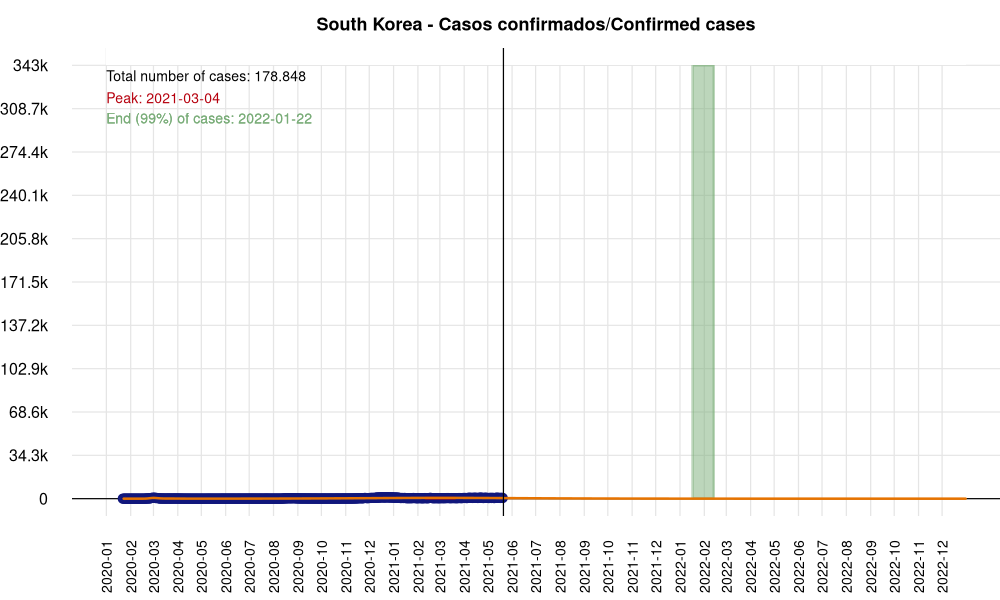 South Korea - Casos confirmados/Confirmed cases
343k
Total number of cases: 178.848
Peak: 2021-03-04
308.7k
End (99%) of cases: 2022-01-22
274.4k
240.1k
205.8k
171.5k
137.2k
102.9k
68.6k
34.3k
0
2020-01
2020-02
2020-03
2020-04
2020-05
2020-06
2020-07
2020-08
2020-09
2020-10
2020-11
2020-12
2021-01
2021-02
2021-03
2021-04
2021-05
2021-06
2021-07
2021-08
2021-09
2021-10
2021-11
2021-12
2022-01
2022-02
2022-03
2022-04
2022-05
2022-06
2022-07
2022-08
2022-09
2022-10
2022-11
2022-12